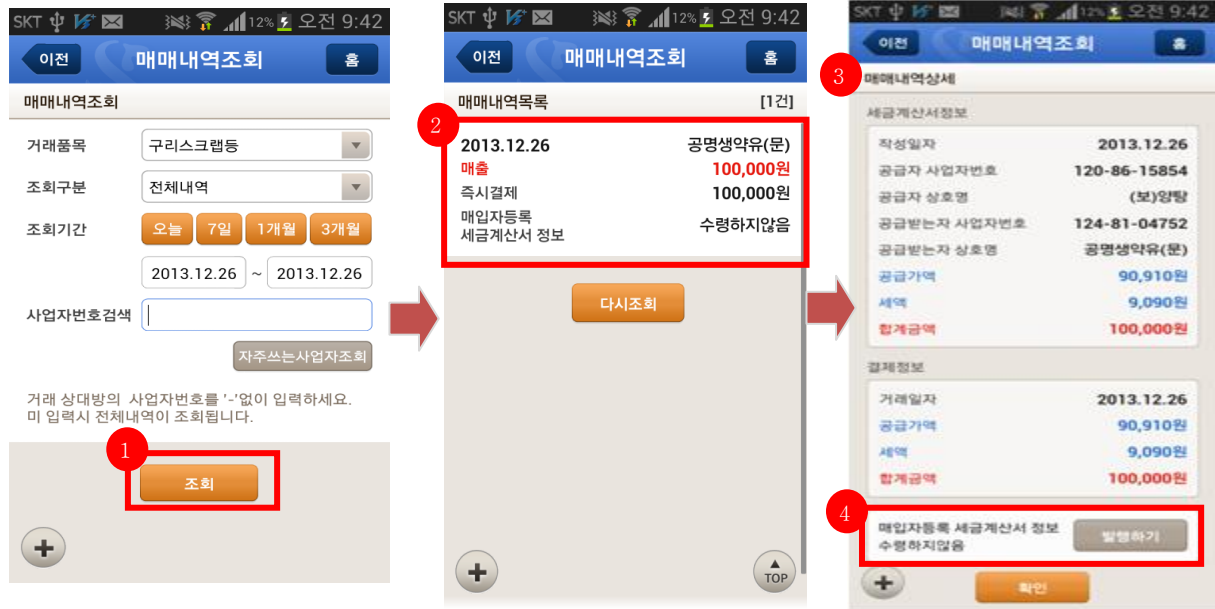 SKT 12% 오전 9:42
이전 매매내역조회 홈
매매내역조회
거래품목 구리스크랩등
조회구분 전체내역
조회기간 오늘 7일 1개월 3개월
2013.12.26 ~ 2013.12.26
사업자번호검색
자주쓰는사업자조회
거래 상대방의 사업자번호를 '-'없이 입력하세요.
미 입력시 전체내역이 조회됩니다.
1
조회
SKT 12% 오전 9:42
이전 매매내역조회 홈
매매내역목록 [1건]
2
2013.12.26 공명생약유(문)
매출 100,000원
즉시결제 100,000원
매입자등록
세금계산서 정보 수령하지않음
다시조회
TOP
SKT 12% 오전 9:42
이전 매매내역조회 홈
3
매매내역상세
세금계산서정보
작성일자 2013.12.26
공급자 사업자번호 120-86-15854
공급자 상호명 (보)양탕
공급받는자 사업자번호 124-81-04752
공급받는자 상호명 공명생약유(문)
공급가액 90,910원
세액 9,090원
합계금액 100,000원
결제정보
거래일자 2013.12.26
공급가액 90,910원
세액 9,090원
합계금액 100,000원
4
매입자등록 세금계산서 정보
수령하지않음 발행하기
확인